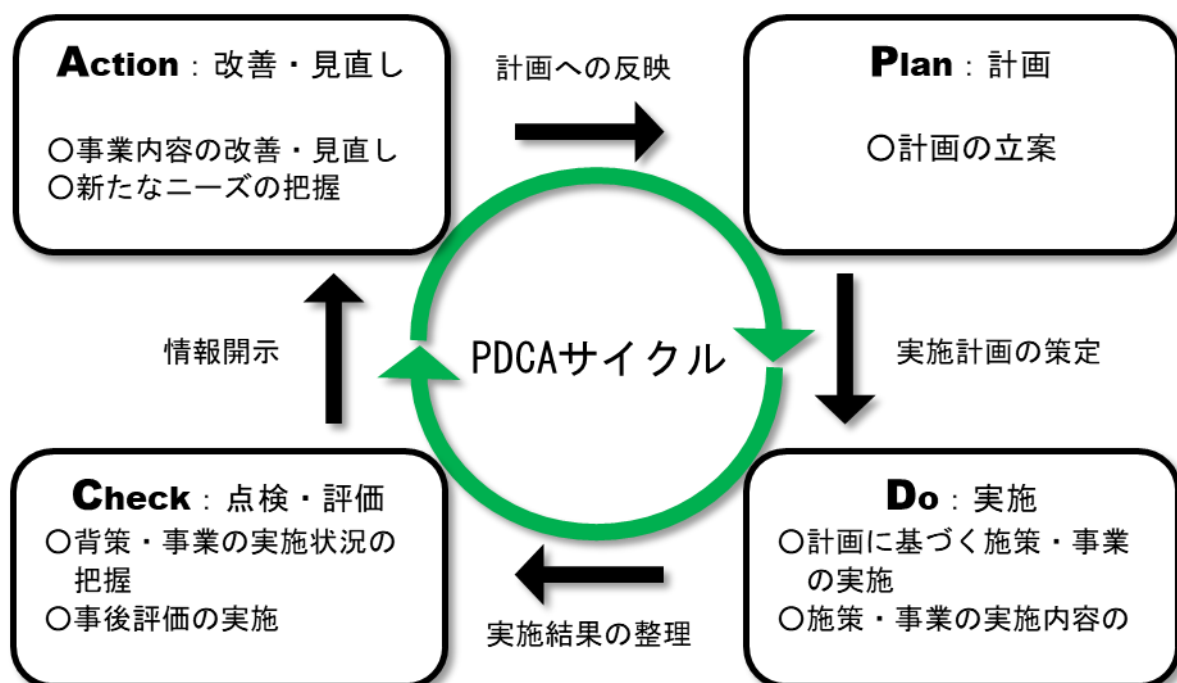 Action：改善・見直し
○事業内容の改善・見直し
○新たなニーズの把握
計画への反映
Plan：計画
○計画の立案
情報開示
PDCAサイクル
実施計画の策定
Check：点検・評価
○背策・事業の実施状況の
把握
○事後評価の実施
実施結果の整理
Do：実施
○計画に基づく施策・事業
の実施
○施策・事業の実施内容の